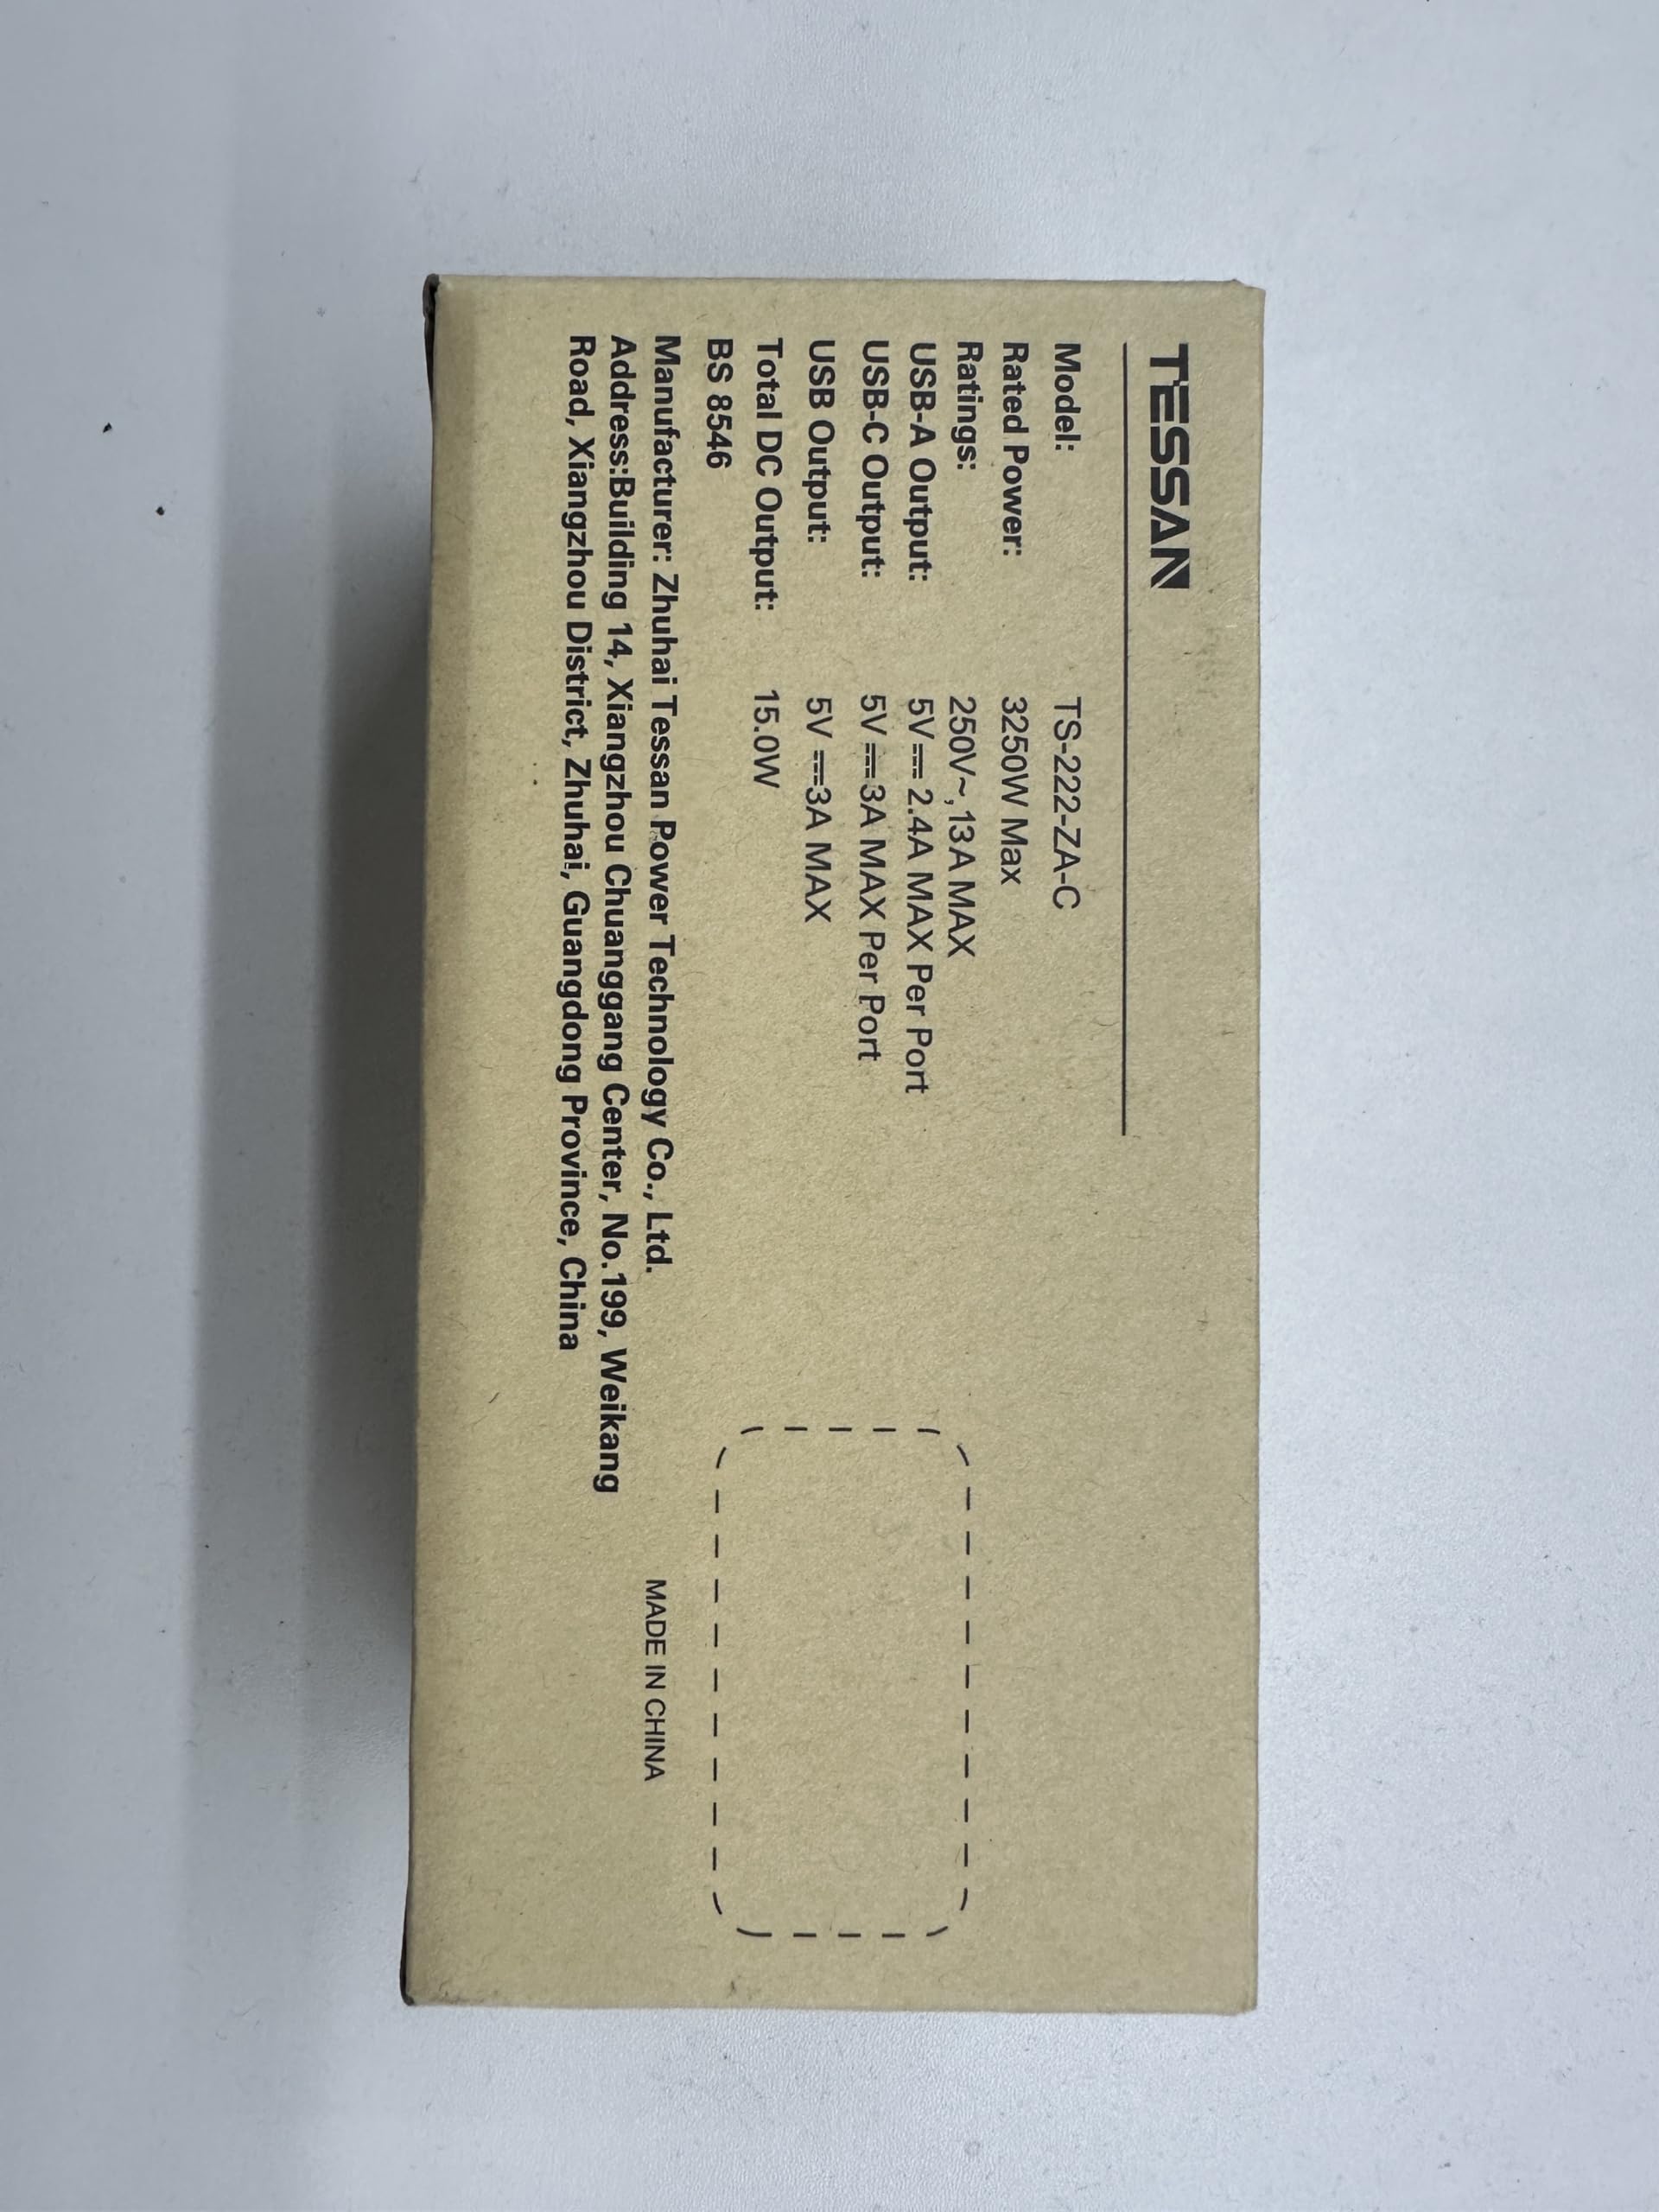 TESSAN
Model: TS-222-ZA-C
Rated Power: 3250W Max
Ratings: 250V~,13A MAX
USB-A Output: 5V⎓ 2.4A MAX Per Port
USB-C Output: 5V⎓3A MAX Per Port
USB Output: 5V ⎓3A MAX
Total DC Output: 15.0W
BS 8546
Manufacturer: Zhuhai Tessan Power Technology Co., Ltd.
Address:Building 14, Xiangzhou Chuanggang Center, No.199, Weikang
Road, Xiangzhou District, Zhuhai, Guangdong Province, China
MADE IN CHINA